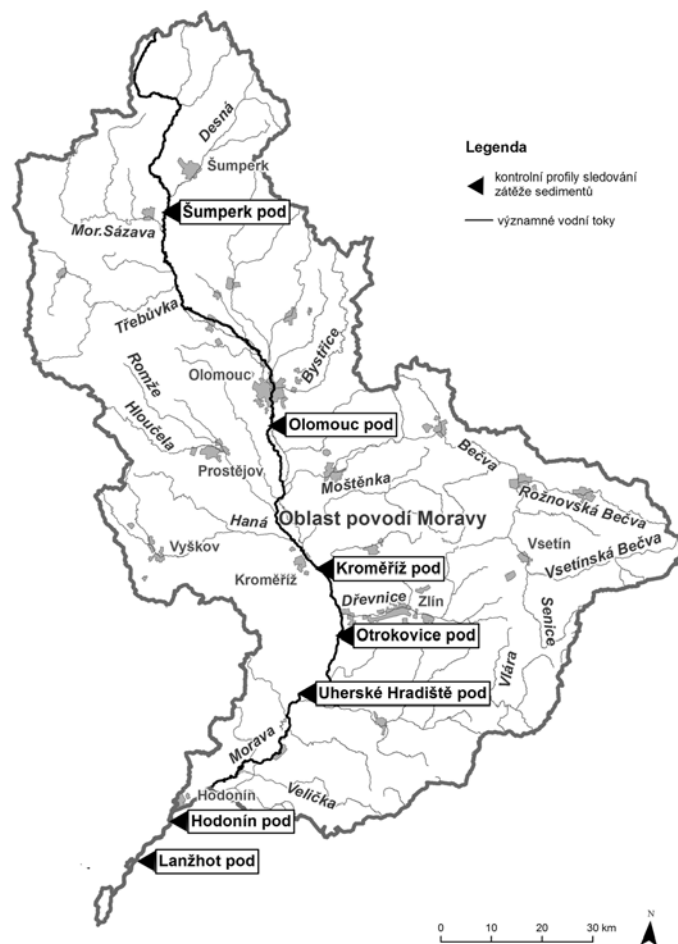 Desná
Legenda
kontrolní profily sledování
zátěže sedimentů
významné vodní toky
Šumperk
Šumperk pod
Mor.Sázava
Třebůvka
Bystřice
Romže
Olomouc
Hloučela
Olomouc pod
Bečva
Prostějov
Moštěnka
Rožnovská Bečva
Haná
Oblast povodí Moravy
Vyškov
Vsetín
Kroměříž pod
Vsetínská Bečva
Kroměříž
Dřevnice
Zlín
Senice
Otrokovice pod
Vlára
Uherské Hradiště pod
Morava
Hodonín
Velička
Hodonín pod
Lanžhot pod
N
0 10 20 30 km